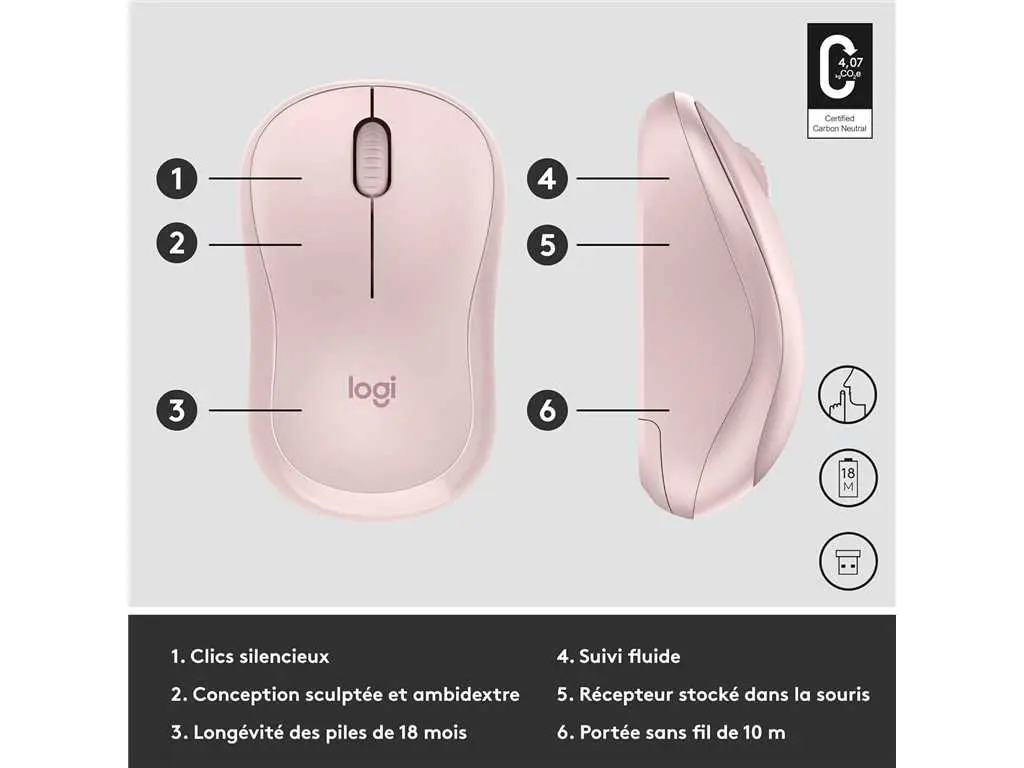 4,07
kgCO₂e
Certified
Carbon Neutral
1
2
3
logi
4
5
6
18
M
1. Clics silencieux
2. Conception sculptée et ambidextre
3. Longévité des piles de 18 mois
4. Suivi fluide
5. Récepteur stocké dans la souris
6. Portée sans fil de 10 m